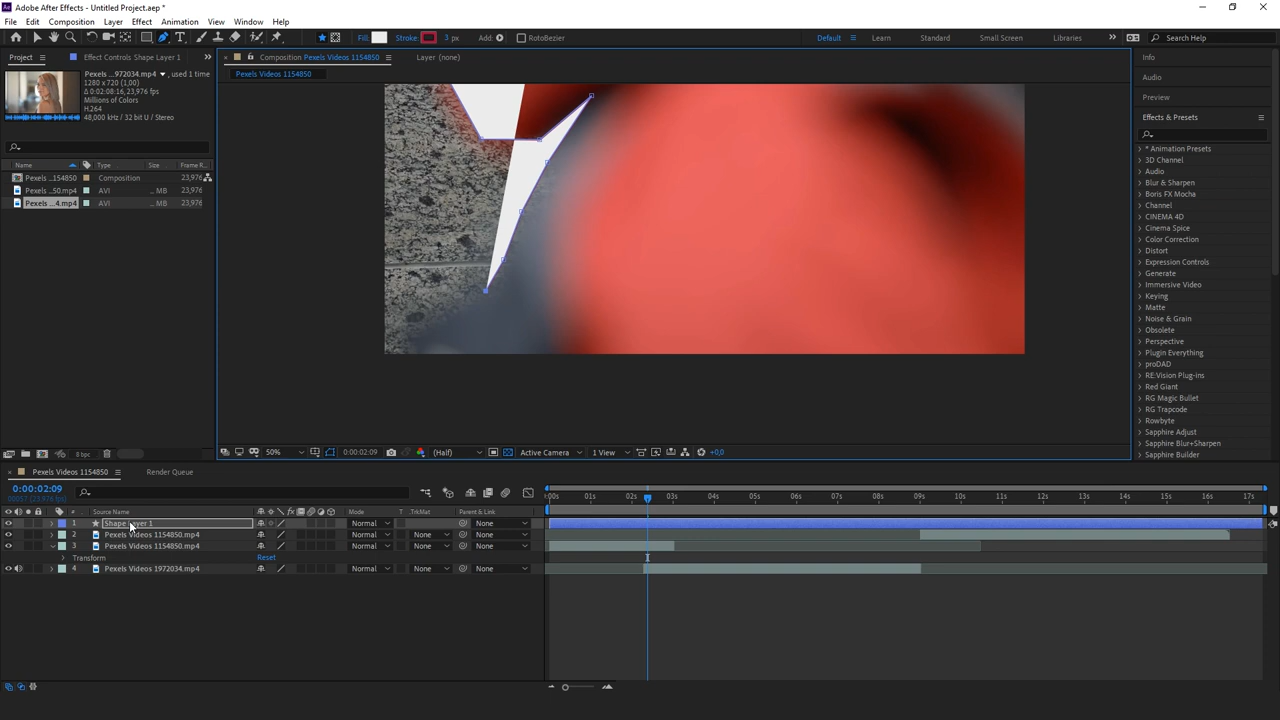 Adobe After Effects - Untitled Project.aep *
File Edit Composition Layer Effect Animation View Window Help
Fill: Stroke: 3 px Add: RotoBezier Default Learn Standard Small Screen Libraries Search Help
Project Effect Controls Shape Layer 1
Composition Pexels Videos 1154850 Layer (none)
Pexels Videos 1154850
Pexels V...972034.mp4 , used 1 time
1280 x 720 (1,00)
Δ 0:02:08:16, 23,976 fps
Millions of Colors
H.264
48,000 kHz / 32 bit U / Stereo
Name Type Size Frame R...
Pexels ...154850 Composition 23,976
Pexels ...50.mp4 AVI ... MB 23,976
Pexels ...4.mp4 AVI ... MB 23,976
8 bpc
50% 0:00:02:09 (Half) Active Camera 1 View +0,0
Info
Audio
Preview
Effects & Presets
* Animation Presets
3D Channel
Audio
Blur & Sharpen
Boris FX Mocha
Channel
CINEMA 4D
Cinema Spice
Color Correction
Distort
Expression Controls
Generate
Immersive Video
Keying
Matte
Noise & Grain
Obsolete
Perspective
Plugin Everything
proDAD
RE:Vision Plug-ins
Red Giant
RG Magic Bullet
RG Trapcode
Rowbyte
Sapphire Adjust
Sapphire Blur+Sharpen
Sapphire Builder
Pexels Videos 1154850 Render Queue
0:00:02:09
00057 (23.976 fps)
:00s 01s 02s 03s 04s 05s 06s 07s 08s 09s 10s 11s 12s 13s 14s 15s 16s 17s
# Source Name Mode T .TrkMat Parent & Link
1 Shape Layer 1 Normal None
2 Pexels Videos 1154850.mp4 Normal None None
3 Pexels Videos 1154850.mp4 Normal None None
Transform Reset
4 Pexels Videos 1972034.mp4 Normal None None